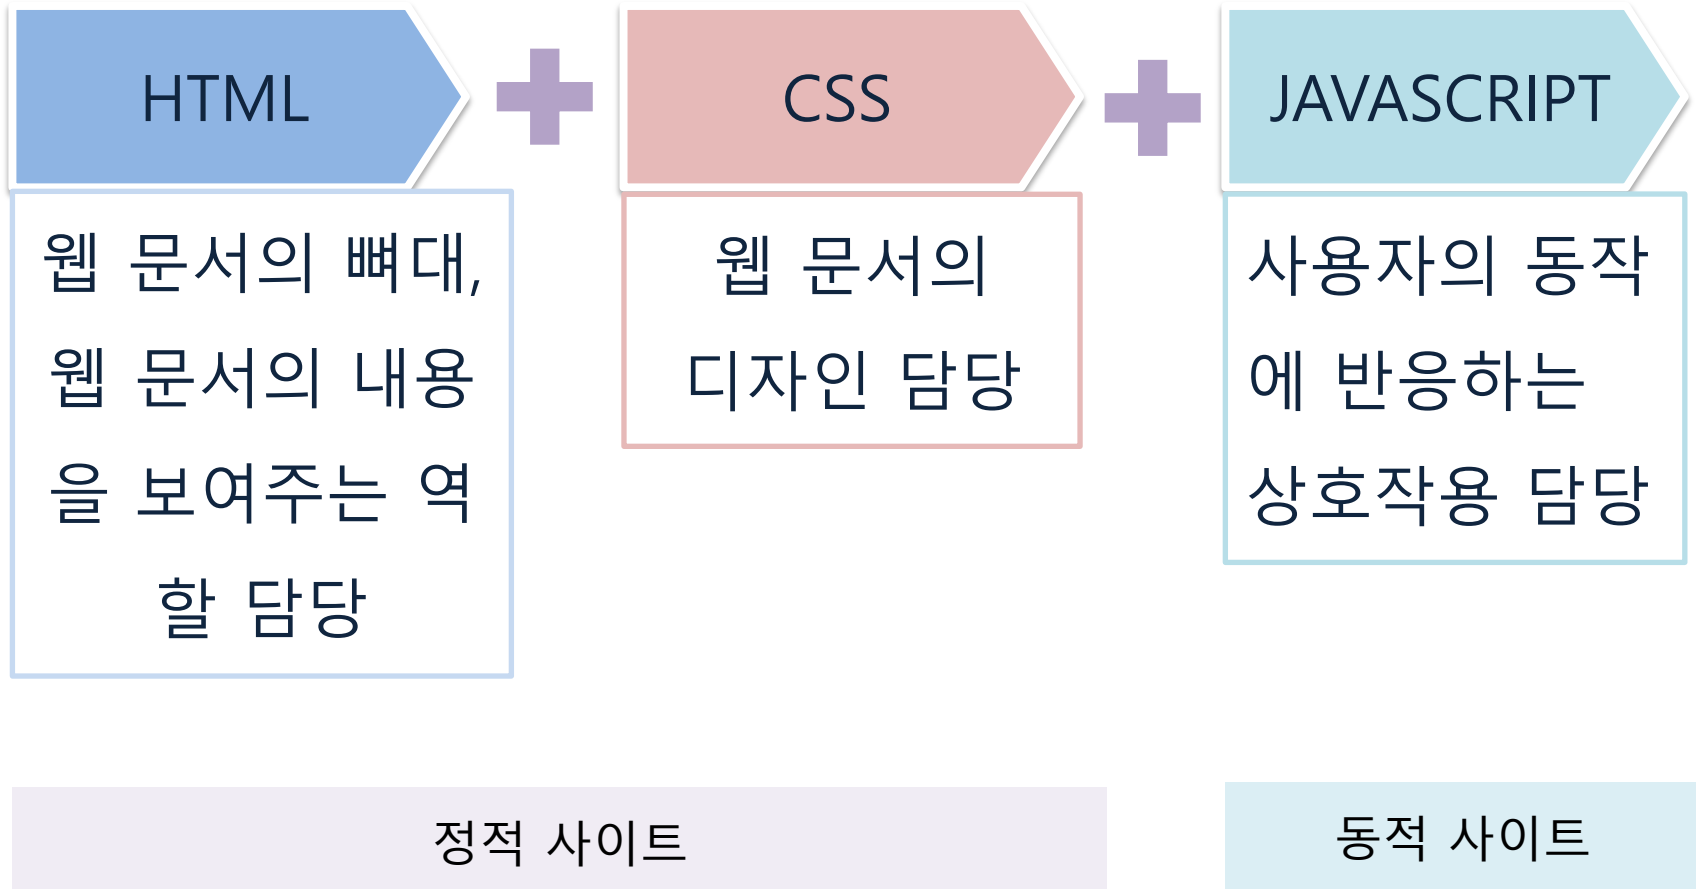 HTML
웹 문서의 뼈대,
웹 문서의 내용
을 보여주는 역
할 담당
CSS
웹 문서의
디자인 담당
JAVASCRIPT
사용자의 동작
에 반응하는
상호작용 담당
정적 사이트
동적 사이트